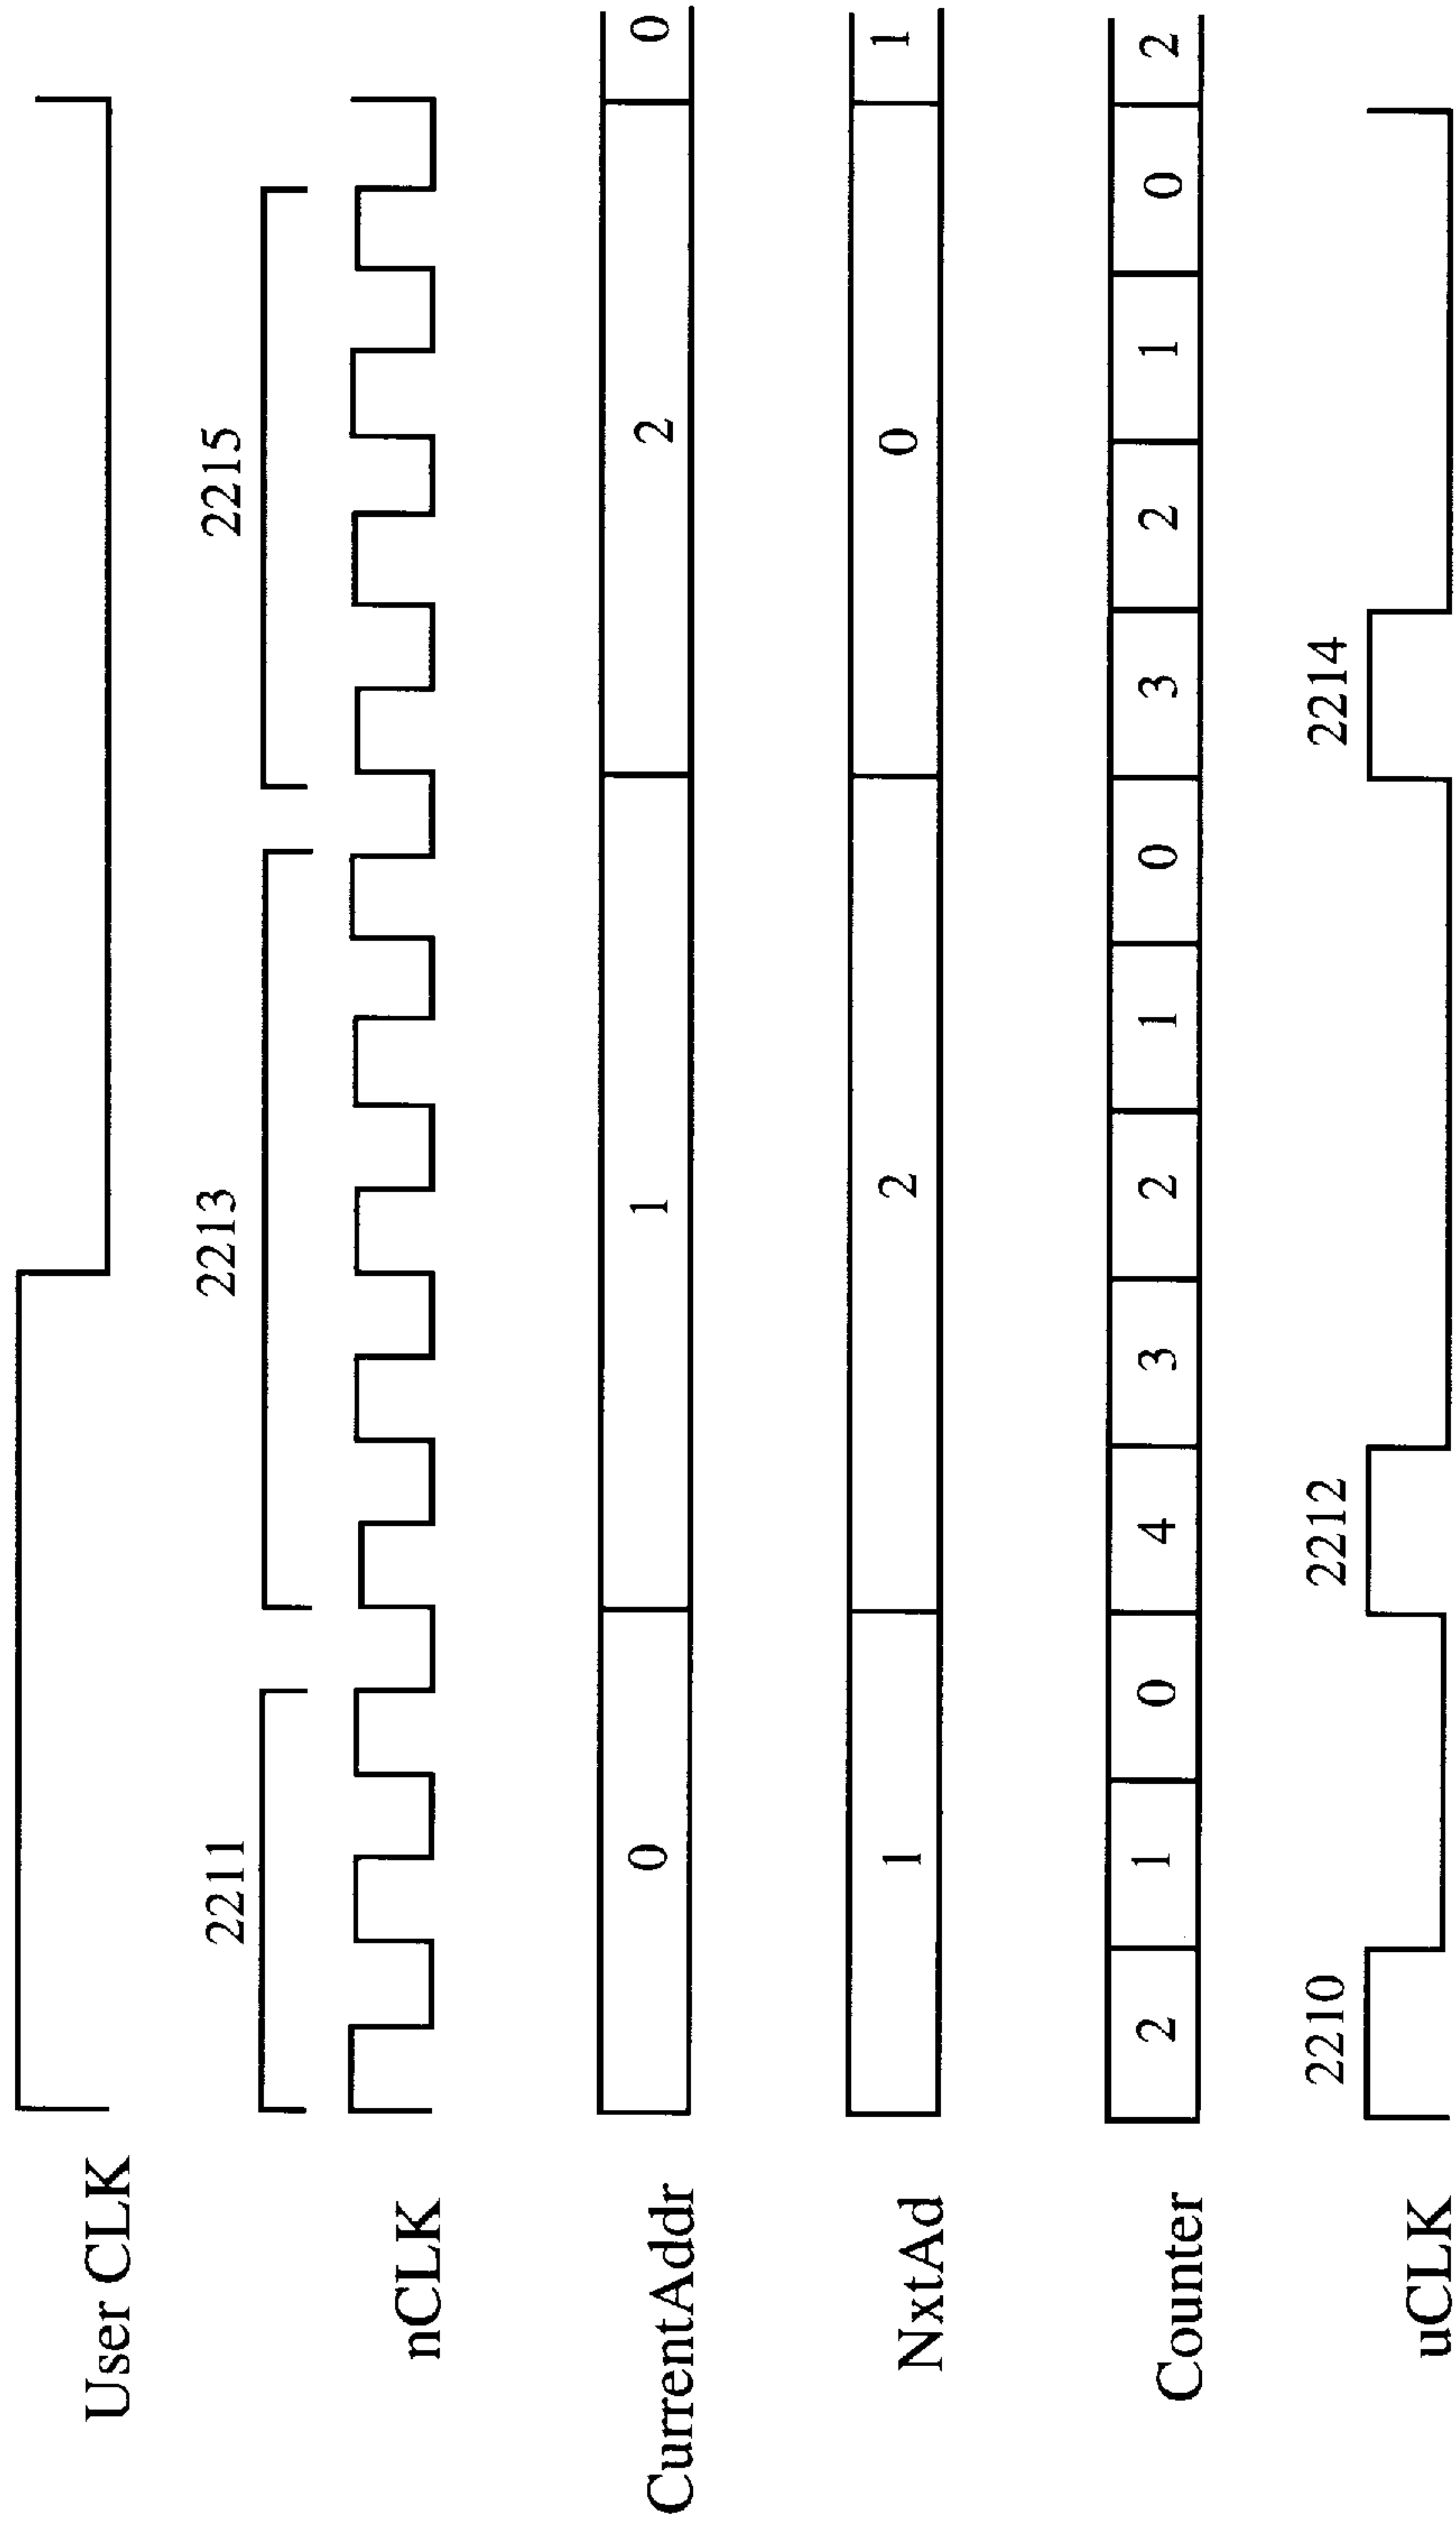 User CLK
2211 2213 2215
nCLK
CurrentAddr 0 1 2 0
NxtAd 1 2 0 1
Counter 2 1 0 4 3 2 1 0 3 2 1 0 2
2210 2212 2214
uCLK